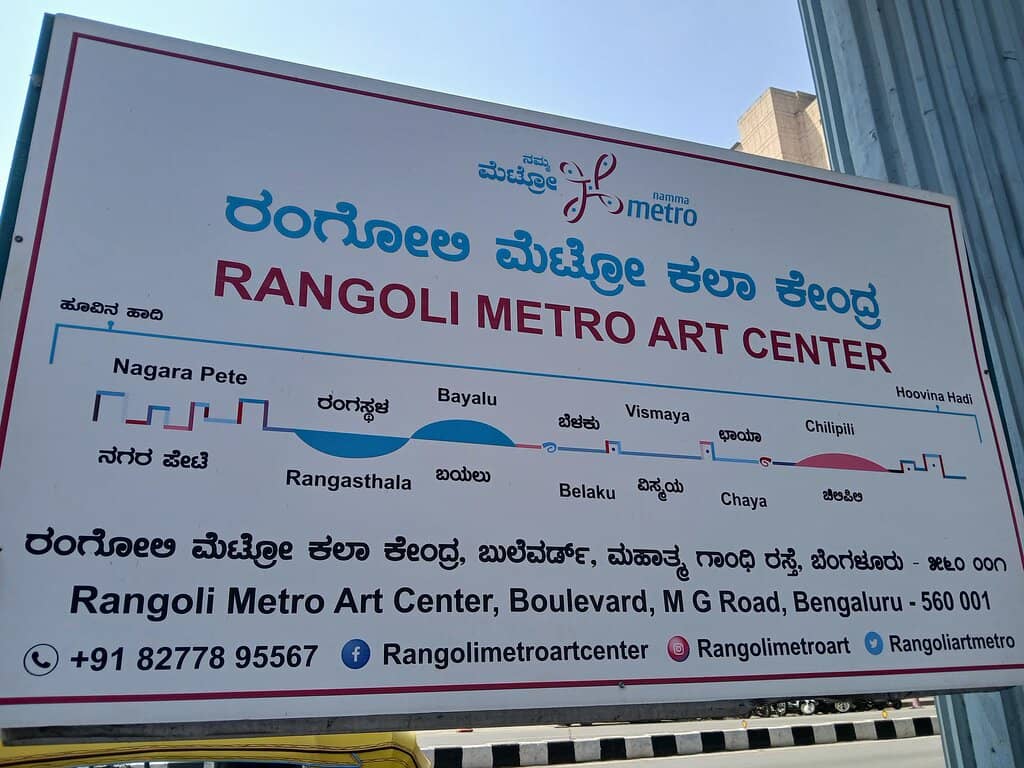 ನಮ್ಮ
ಮೆಟ್ರೋ
namma
metro
ರಂಗೋಲಿ ಮೆಟ್ರೋ ಕಲಾ ಕೇಂದ್ರ
RANGOLI METRO ART CENTER
ಹೂವಿನ ಹಾದಿ
Hoovina Hadi
Nagara Pete
ರಂಗಸ್ಥಳ
Bayalu
ಬೆಳಕು
Vismaya
ಛಾಯಾ
Chilipili
ನಗರ ಪೇಟೆ
Rangasthala
ಬಯಲು
Belaku
ವಿಸ್ಮಯ
Chaya
ಚಿಲಿಪಿಲಿ
ರಂಗೋಲಿ ಮೆಟ್ರೋ ಕಲಾ ಕೇಂದ್ರ, ಬುಲೆವರ್ಡ್, ಮಹಾತ್ಮ ಗಾಂಧಿ ರಸ್ತೆ, ಬೆಂಗಳೂರು - ೫೬೦ ೦೦೧
Rangoli Metro Art Center, Boulevard, M G Road, Bengaluru - 560 001
+91 82778 95567 Rangolimetroartcenter Rangolimetroart Rangoliartmetro